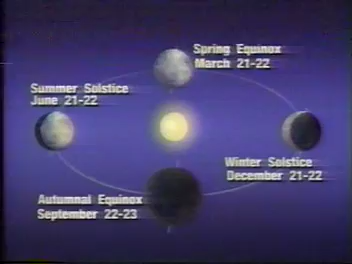 Spring Equinox
March 21-22
Summer Solstice
June 21-22
Winter Solstice
December 21-22
Autumnal Equinox
September 22-23